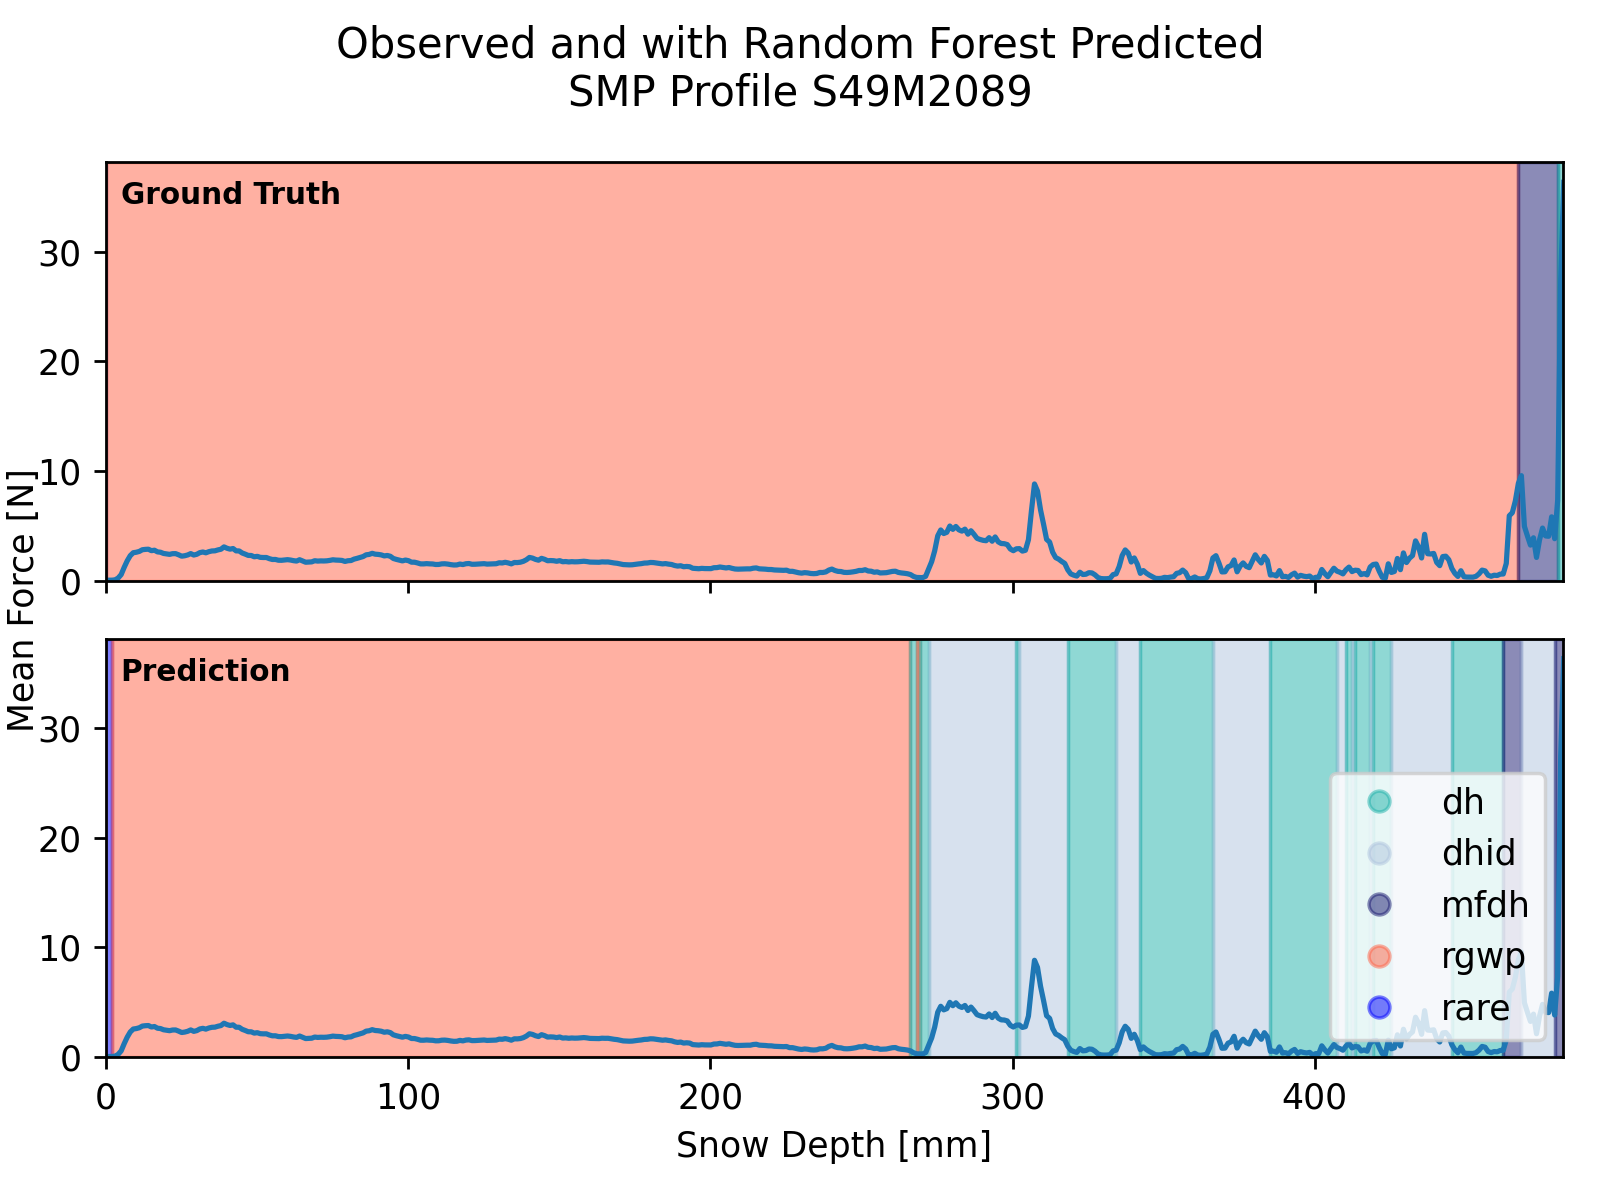 Observed and with Random Forest Predicted
SMP Profile S49M2089
Ground Truth
30
20
10
0
Mean Force [N]
Prediction
30
20
10
0
dh
dhid
mfdh
rgwp
rare
0 100 200 300 400
Snow Depth [mm]